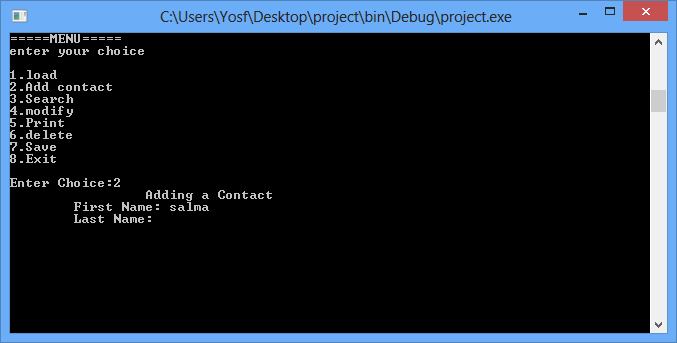 C:\Users\Yosf\Desktop\project\bin\Debug\project.exe
=====MENU=====
enter your choice
1.load
2.Add contact
3.Search
4.modify
5.Print
6.delete
7.Save
8.Exit
Enter Choice:2
Adding a Contact
First Name: salma
Last Name: